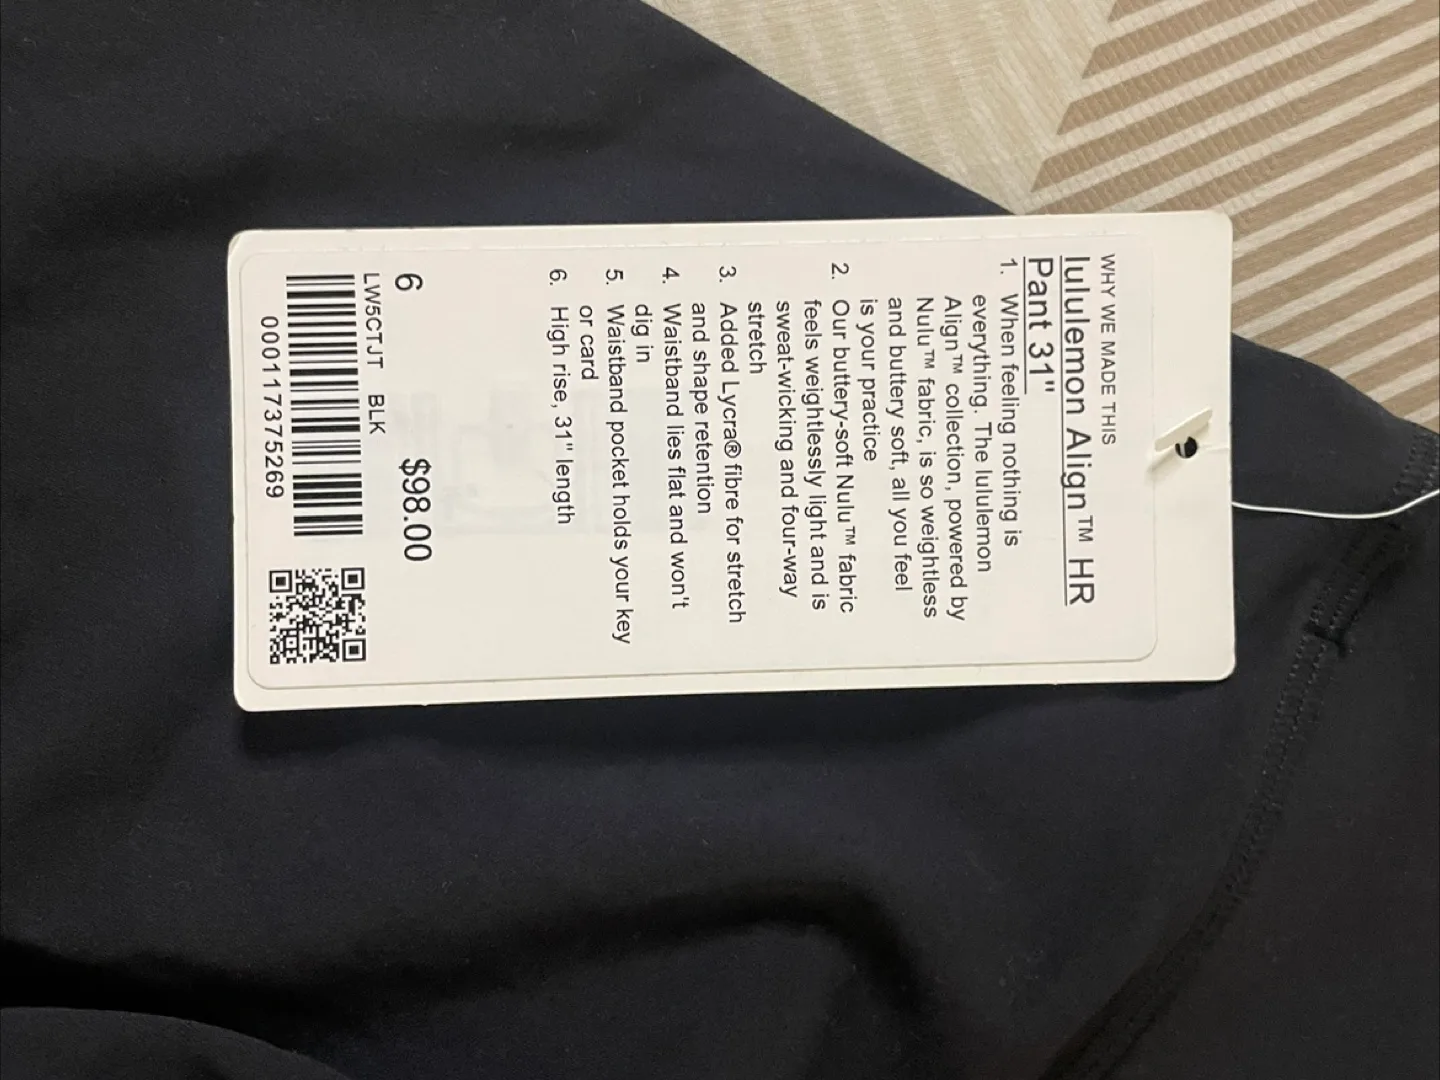 WHY WE MADE THIS
lululemon Align™ HR
Pant 31"
1. When feeling nothing is
everything. The lululemon
Align™ collection, powered by
Nulu™ fabric, is so weightless
and buttery soft, all you feel
is your practice
2. Our buttery-soft Nulu™ fabric
feels weightlessly light and is
sweat-wicking and four-way
stretch
3. Added Lycra® fibre for stretch
and shape retention
4. Waistband lies flat and won't
dig in
5. Waistband pocket holds your key
or card
6. High rise, 31" length
6 $98.00
LW5CTJT BLK
000117375269